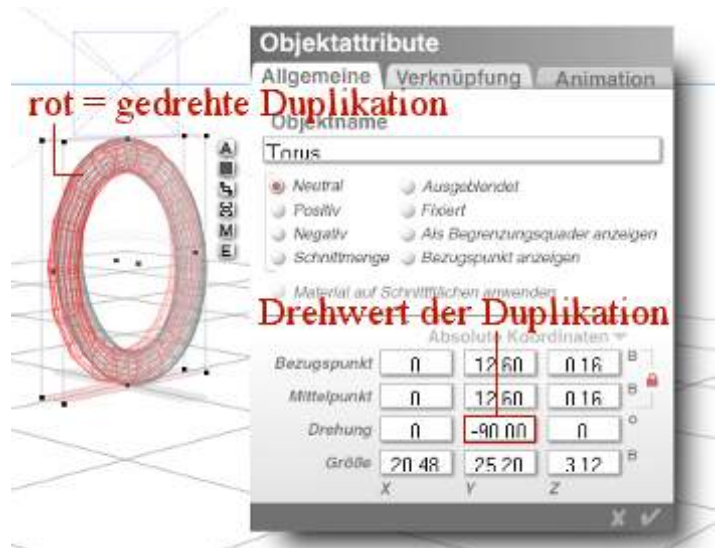 Objektattribute
Allgemeine Verknüpfung Animation
rot = gedrehte Duplikation
Objektname
Torus
A
Neutral Ausgeblendet
Positiv Fixiert
Negativ Als Begrenzungsquader anzeigen
M
Schnittmenge Bezugspunkt anzeigen
E
Material auf Schnittflächen anwenden
Drehwert der Duplikation
Absolute Koordinaten
Bezugspunkt 0 12.60 0.16 B
Mittelpunkt 0 12.60 0.16 B
Drehung 0 -90.00 0 °
Größe 20.48 25.20 3.12 B
X Y Z